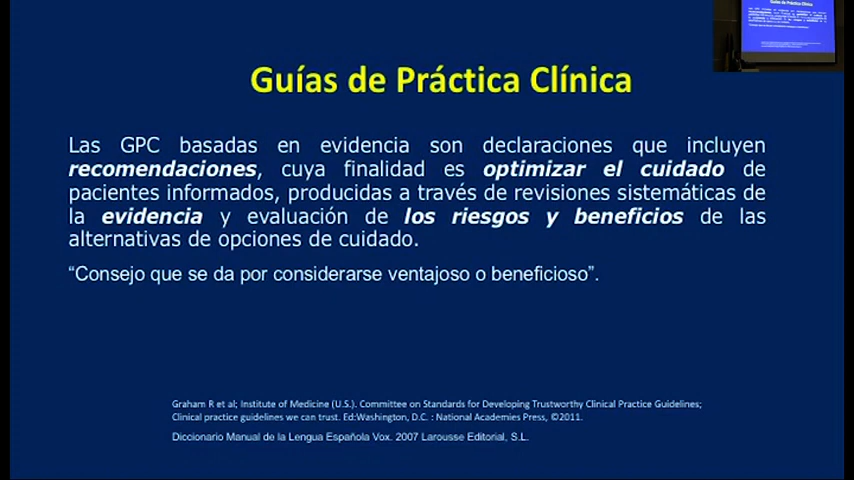 Guías de Práctica Clínica
Las GPC basadas en evidencia son declaraciones que incluyen
recomendaciones, cuya finalidad es optimizar el cuidado de
pacientes informados, producidas a través de revisiones sistemáticas de
la evidencia y evaluación de los riesgos y beneficios de las
alternativas de opciones de cuidado.
“Consejo que se da por considerarse ventajoso o beneficioso”.
Graham R et al; Institute of Medicine (U.S.). Committee on Standards for Developing Trustworthy Clinical Practice Guidelines;
Clinical practice guidelines we can trust. Ed:Washington, D.C. : National Academies Press, ©2011.
Diccionario Manual de la Lengua Española Vox. 2007 Larousse Editorial, S.L.
Guías de Práctica Clínica